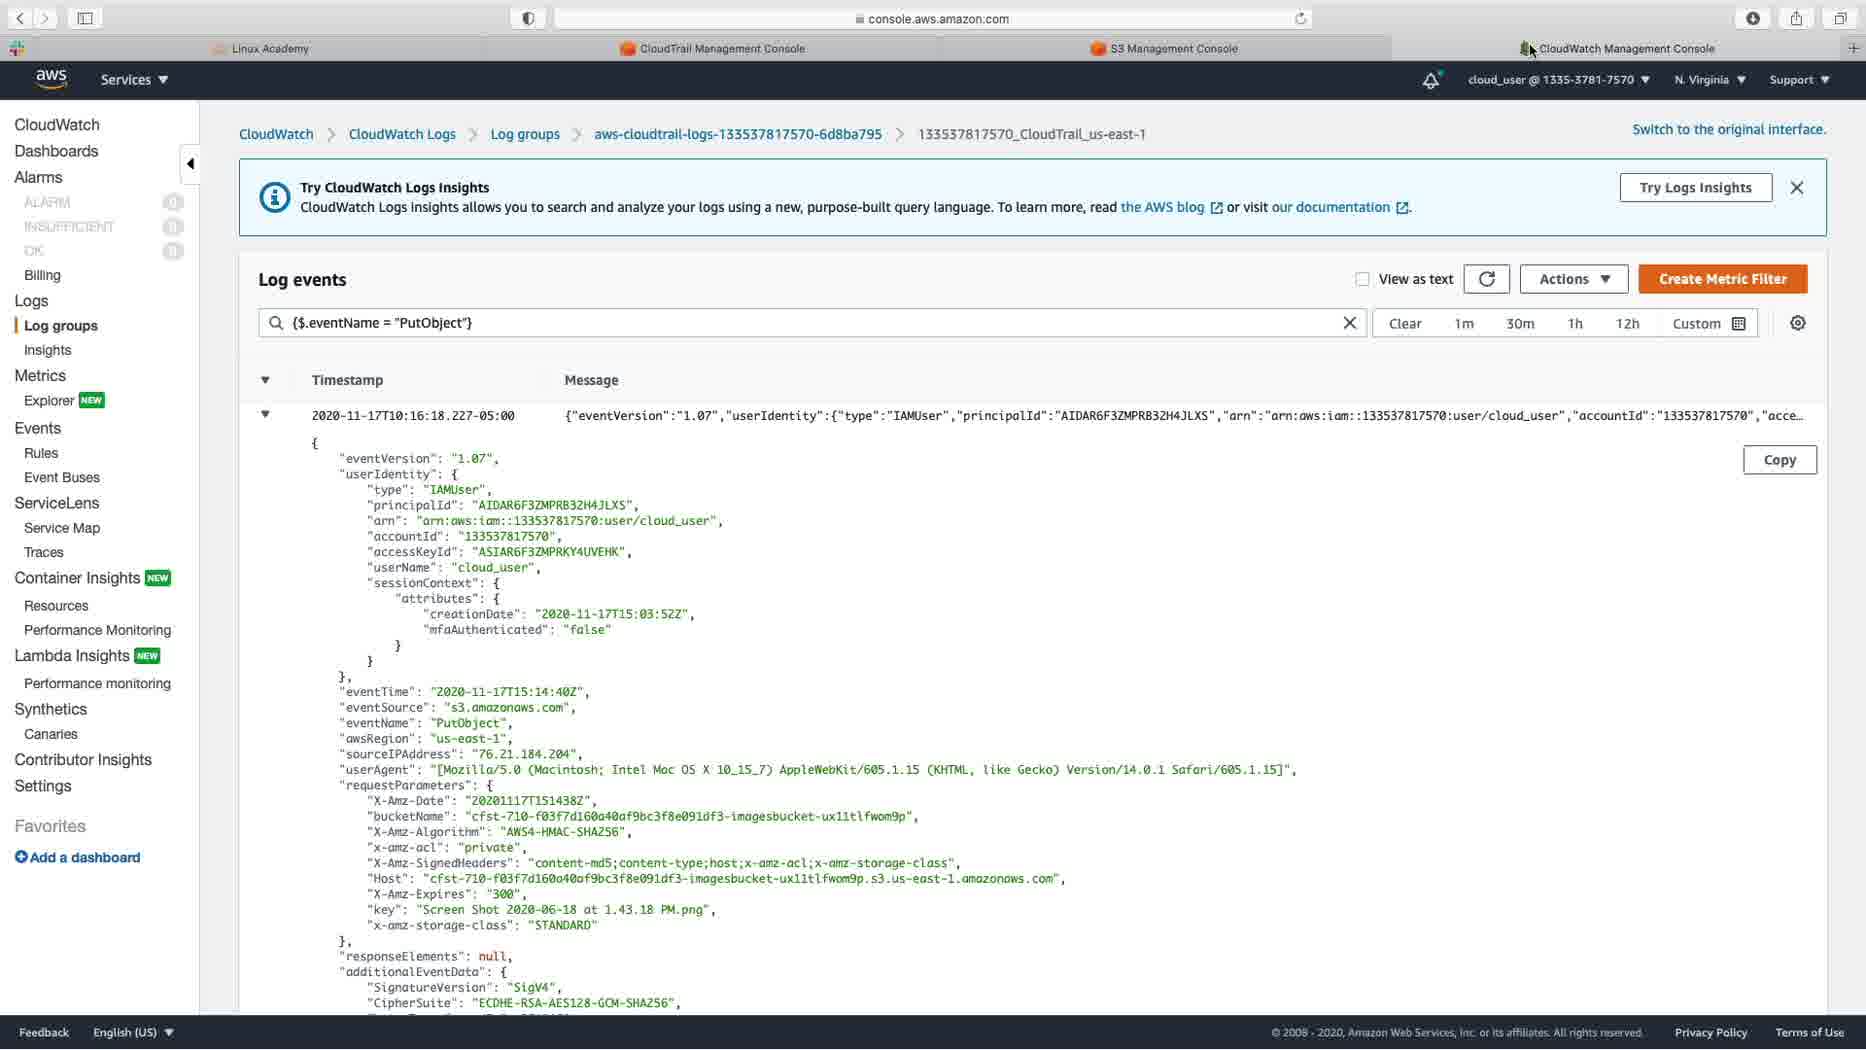 console.aws.amazon.com
Linux Academy
CloudTrail Management Console
S3 Management Console
CloudWatch Management Console
aws
Services
cloud_user @ 1335-3781-7570
N. Virginia
Support
CloudWatch
Dashboards
Alarms
ALARM 0
INSUFFICIENT 0
OK 0
Billing
Logs
Log groups
Insights
Metrics
Explorer NEW
Events
Rules
Event Buses
ServiceLens
Service Map
Traces
Container Insights NEW
Resources
Performance Monitoring
Lambda Insights NEW
Performance monitoring
Synthetics
Canaries
Contributor Insights
Settings
Favorites
Add a dashboard
CloudWatch
CloudWatch Logs
Log groups
aws-cloudtrail-logs-133537817570-6d8ba795
133537817570_CloudTrail_us-east-1
Switch to the original interface.
Try CloudWatch Logs Insights
CloudWatch Logs Insights allows you to search and analyze your logs using a new, purpose-built query language. To learn more, read the AWS blog or visit our documentation.
Try Logs Insights
Log events
View as text
Actions
Create Metric Filter
{$.eventName = "PutObject"}
Clear 1m 30m 1h 12h Custom
Timestamp Message
2020-11-17T10:16:18.227-05:00 {"eventVersion":"1.07","userIdentity":{"type":"IAMUser","principalId":"AIDAR6F3ZMPRB32H4JLXS","arn":"arn:aws:iam::133537817570:user/cloud_user","accountId":"133537817570","acce…
Copy
{
"eventVersion": "1.07",
"userIdentity": {
"type": "IAMUser",
"principalId": "AIDAR6F3ZMPRB32H4JLXS",
"arn": "arn:aws:iam::133537817570:user/cloud_user",
"accountId": "133537817570",
"accessKeyId": "ASIAR6F3ZMPRKY4UVEHK",
"userName": "cloud_user",
"sessionContext": {
"attributes": {
"creationDate": "2020-11-17T15:03:52Z",
"mfaAuthenticated": "false"
}
}
},
"eventTime": "2020-11-17T15:14:40Z",
"eventSource": "s3.amazonaws.com",
"eventName": "PutObject",
"awsRegion": "us-east-1",
"sourceIPAddress": "76.21.184.204",
"userAgent": "[Mozilla/5.0 (Macintosh; Intel Mac OS X 10_15_7) AppleWebKit/605.1.15 (KHTML, like Gecko) Version/14.0.1 Safari/605.1.15]",
"requestParameters": {
"X-Amz-Date": "20201117T151438Z",
"bucketName": "cfst-710-f03f7d160a40af9bc3f8e091df3-imagesbucket-ux11tlfwom9p",
"X-Amz-Algorithm": "AWS4-HMAC-SHA256",
"x-amz-acl": "private",
"X-Amz-SignedHeaders": "content-md5;content-type;host;x-amz-acl;x-amz-storage-class",
"Host": "cfst-710-f03f7d160a40af9bc3f8e091df3-imagesbucket-ux11tlfwom9p.s3.us-east-1.amazonaws.com",
"X-Amz-Expires": "300",
"key": "Screen Shot 2020-06-18 at 1.43.18 PM.png",
"x-amz-storage-class": "STANDARD"
},
"responseElements": null,
"additionalEventData": {
"SignatureVersion": "SigV4",
"CipherSuite": "ECDHE-RSA-AES128-GCM-SHA256",
Feedback
English (US)
© 2008 - 2020, Amazon Web Services, Inc. or its affiliates. All rights reserved.
Privacy Policy
Terms of Use